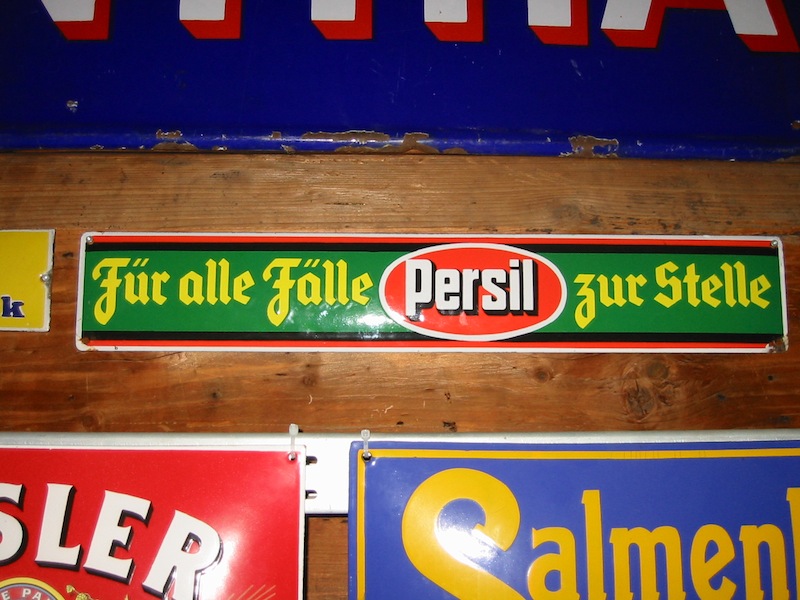 Für alle Fälle Persil zur Stelle
k
SLER
Salmen